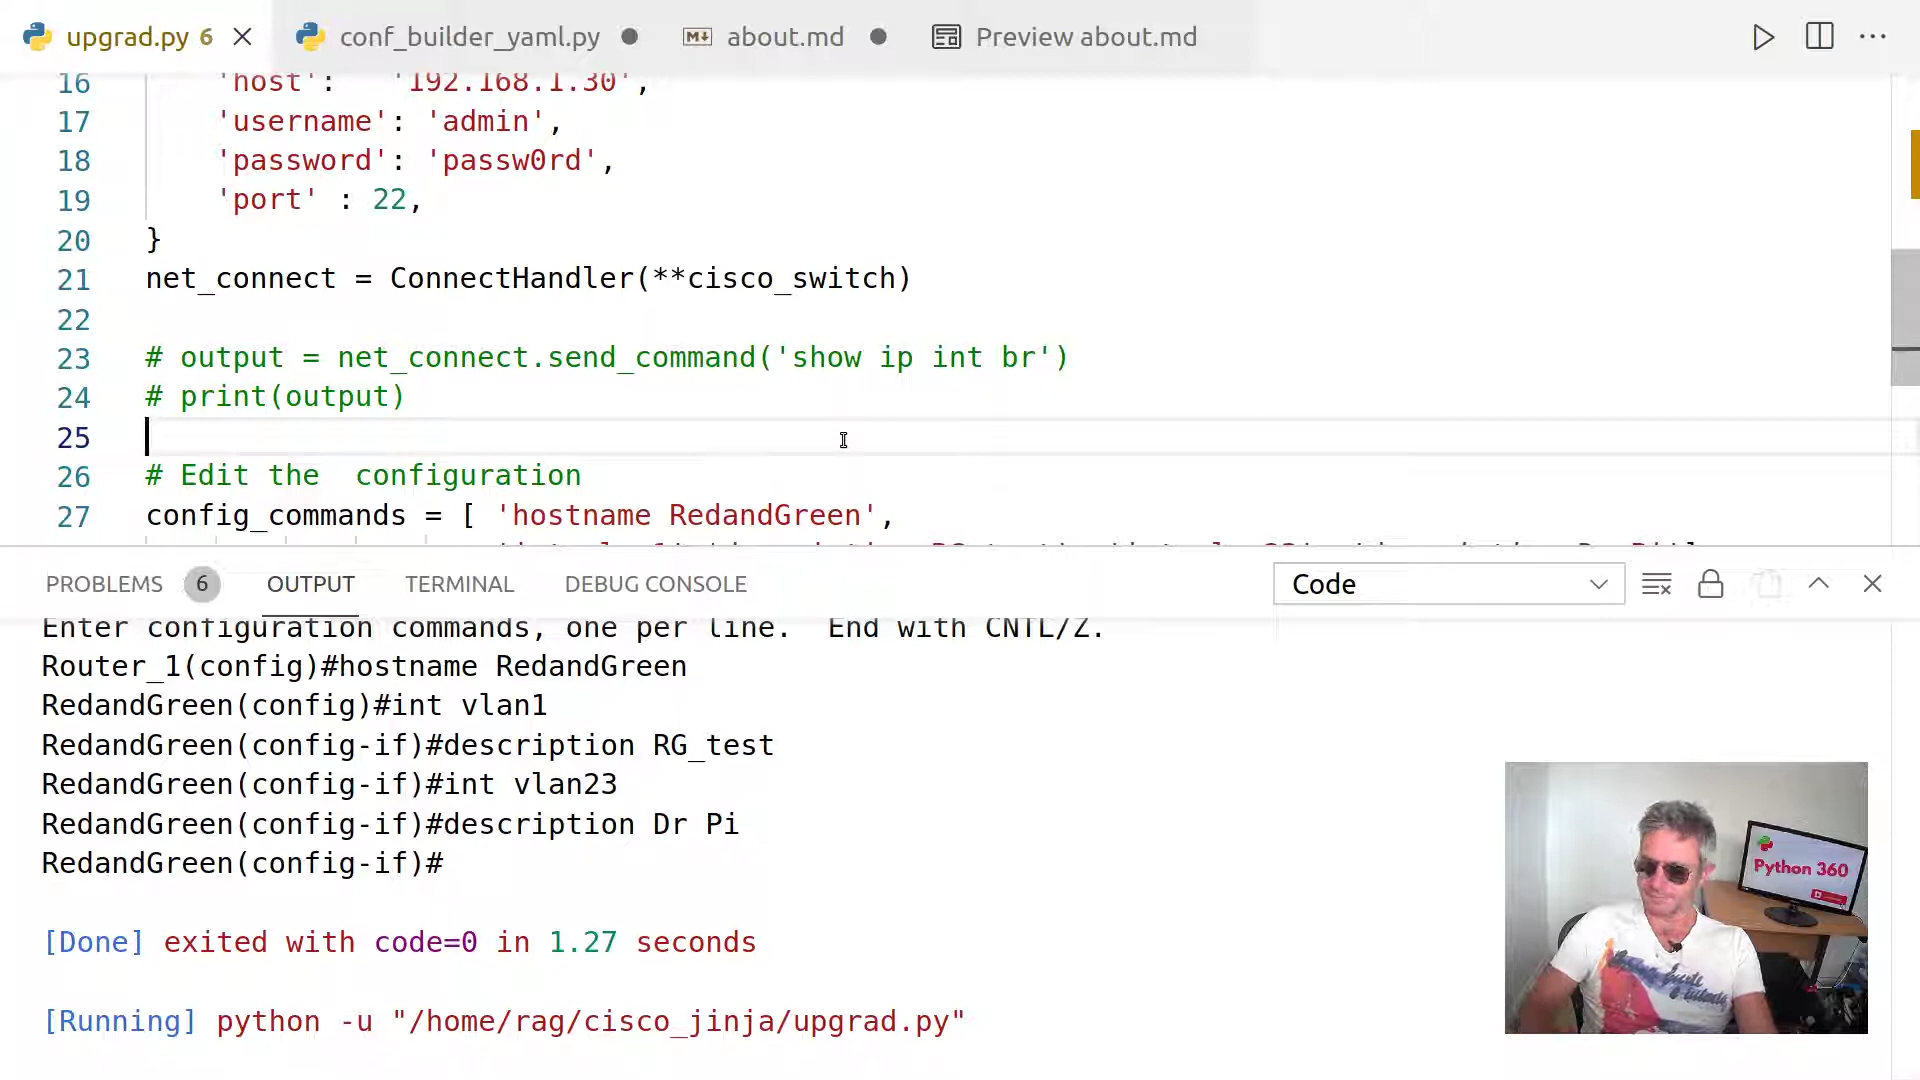 upgrad.py 6
conf_builder_yaml.py
about.md
Preview about.md
16 'host': '192.168.1.30',
17 'username': 'admin',
18 'password': 'passw0rd',
19 'port' : 22,
20 }
21 net_connect = ConnectHandler(**cisco_switch)
22
23 # output = net_connect.send_command('show ip int br')
24 # print(output)
25
26 # Edit the  configuration
27 config_commands = [ 'hostname RedandGreen',
PROBLEMS 6 OUTPUT TERMINAL DEBUG CONSOLE Code
Enter configuration commands, one per line.  End with CNTL/Z.
Router_1(config)#hostname RedandGreen
RedandGreen(config)#int vlan1
RedandGreen(config-if)#description RG_test
RedandGreen(config-if)#int vlan23
RedandGreen(config-if)#description Dr Pi
RedandGreen(config-if)#
[Done] exited with code=0 in 1.27 seconds
[Running] python -u "/home/rag/cisco_jinja/upgrad.py"
Python 360